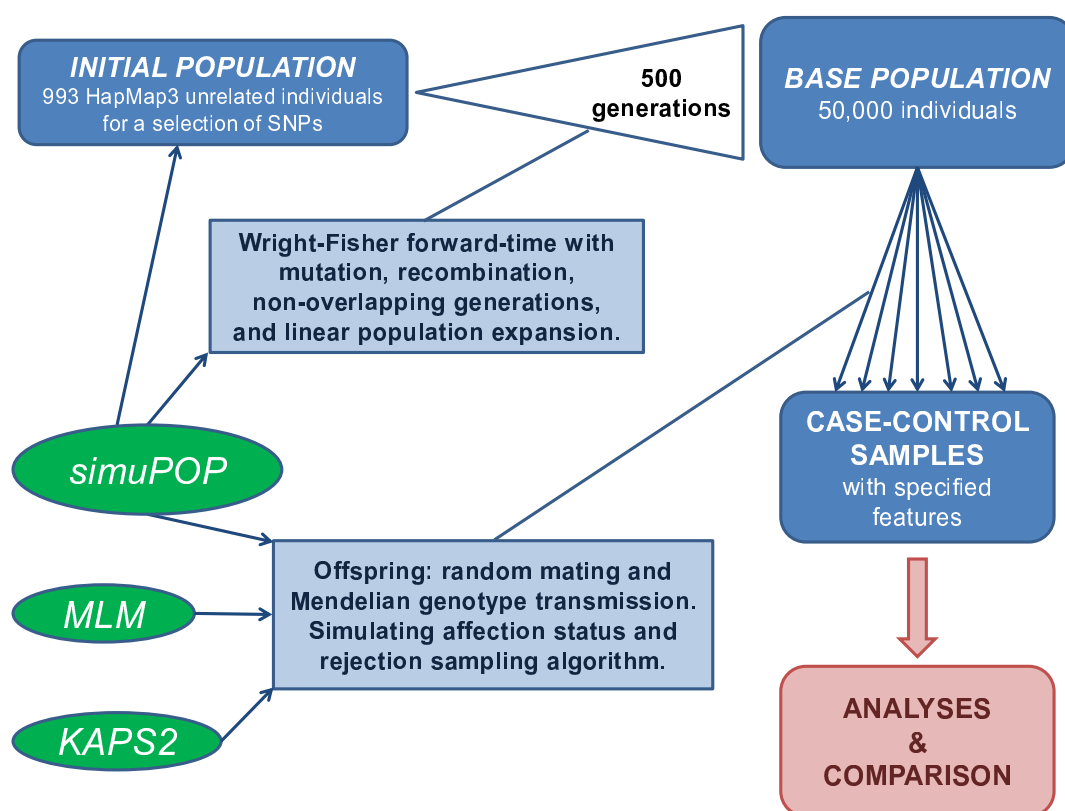 INITIAL POPULATION
993 HapMap3 unrelated individuals
for a selection of SNPs
500
generations
BASE POPULATION
50,000 individuals
Wright-Fisher forward-time with
mutation, recombination,
non-overlapping generations,
and linear population expansion.
CASE-CONTROL
SAMPLES
with specified
features
simuPOP
Offspring: random mating and
Mendelian genotype transmission.
Simulating affection status and
rejection sampling algorithm.
MLM
KAPS2
ANALYSES
&
COMPARISON